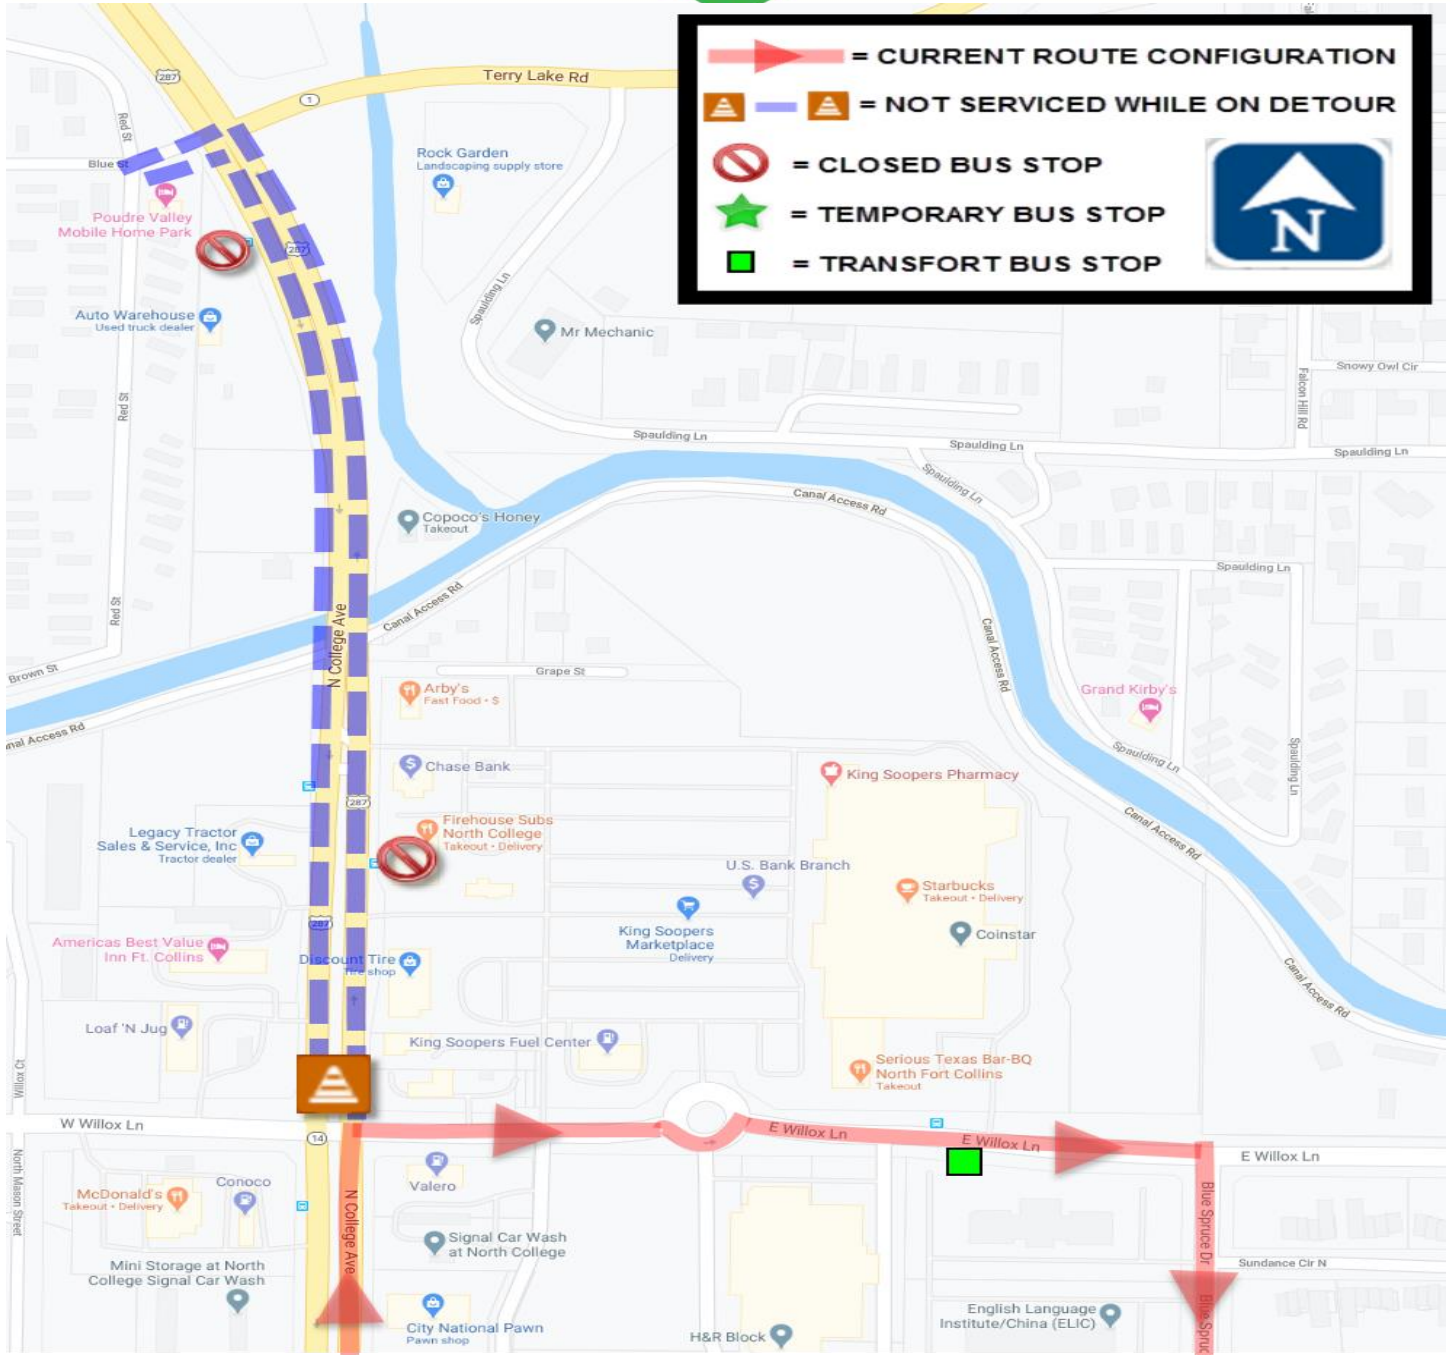 = CURRENT ROUTE CONFIGURATION
= NOT SERVICED WHILE ON DETOUR
= CLOSED BUS STOP
= TEMPORARY BUS STOP
= TRANSFORT BUS STOP
N
287
Terry Lake Rd
1
Red St
Blue St
Rock Garden
Landscaping supply store
Poudre Valley
Mobile Home Park
287
Spaulding Ln
Auto Warehouse
Used truck dealer
Mr Mechanic
Snowy Owl Cir
Falcon Hill Rd
Red St
Spaulding Ln
Spaulding Ln
Spaulding Ln
Spaulding Ln
Canal Access Rd
Copoco's Honey
Takeout
Spaulding Ln
Red St
Canal Access Rd
N College Ave
Canal Access Rd
Brown St
Grape St
Arby's
Fast Food • $
Grand Kirby's
nal Access Rd
Spaulding Ln
Spaulding Ln
Chase Bank
King Soopers Pharmacy
287
Canal Access Rd
Legacy Tractor
Sales & Service, Inc
Tractor dealer
Firehouse Subs
North College
Takeout • Delivery
U.S. Bank Branch
Starbucks
Takeout • Delivery
287
King Soopers
Marketplace
Delivery
Coinstar
Americas Best Value
Inn Ft. Collins
Discount Tire
Tire shop
Canal Access Rd
Loaf 'N Jug
King Soopers Fuel Center
Serious Texas Bar-BQ
North Fort Collins
Takeout
Willox Ct
W Willox Ln
14
E Willox Ln
E Willox Ln
E Willox Ln
North Mason Street
McDonald's
Takeout • Delivery
Conoco
Valero
N College Ave
Blue Spruce Dr
Signal Car Wash
at North College
Mini Storage at North
College Signal Car Wash
Sundance Cir N
City National Pawn
Pawn shop
H&R Block
English Language
Institute/China (ELIC)
Blue Spruc